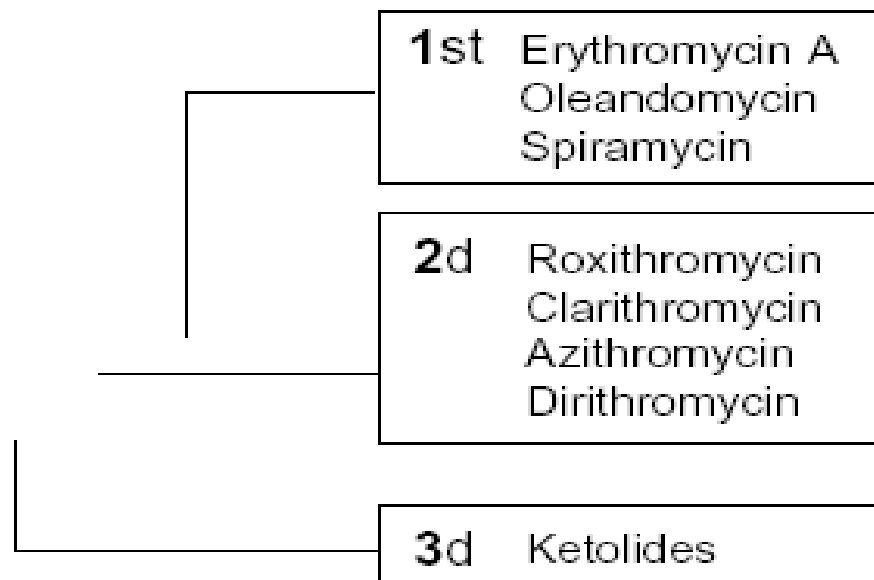 1st Erythromycin A
Oleandomycin
Spiramycin
2d Roxithromycin
Clarithromycin
Azithromycin
Dirithromycin
3d Ketolides